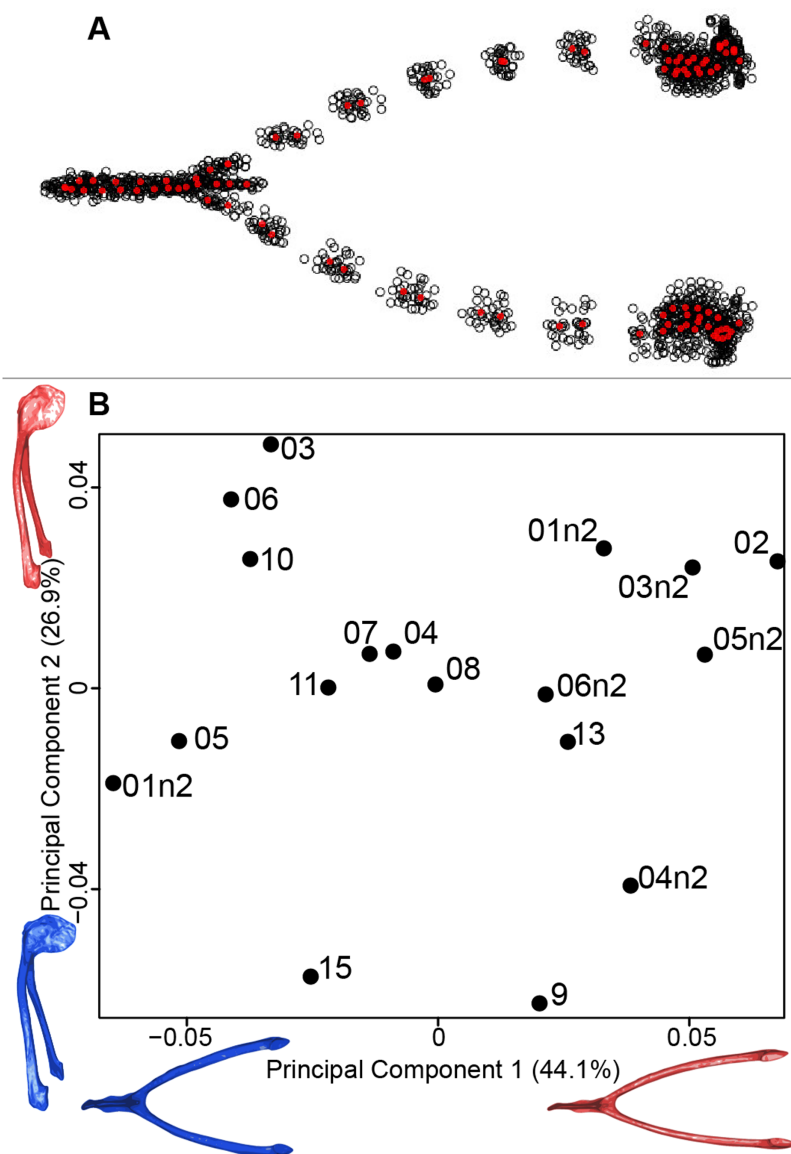 A
B
03
06
10
01n2
02
03n2
07
04
05n2
08
11
06n2
13
05
01n2
04n2
15
9
0.04
0
−0.04
Principal Component 2 (26.9%)
−0.05
0
0.05
Principal Component 1 (44.1%)